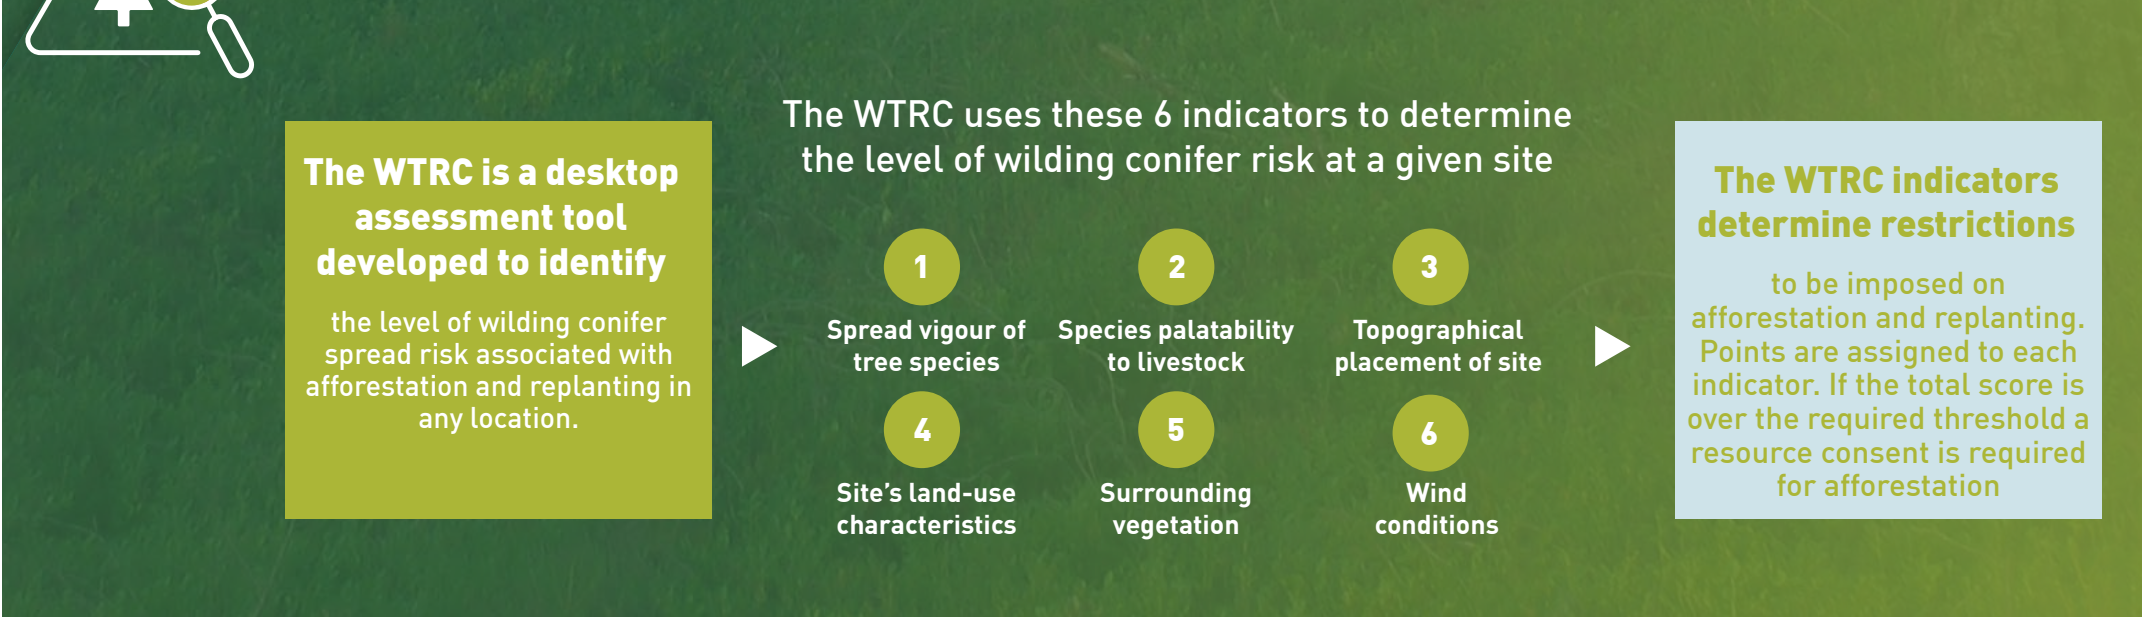 The WTRC is a desktop
assessment tool
developed to identify
the level of wilding conifer
spread risk associated with
afforestation and replanting in
any location.
The WTRC uses these 6 indicators to determine
the level of wilding conifer risk at a given site
1
Spread vigour of
tree species
2
Species palatability
to livestock
3
Topographical
placement of site
4
Site’s land-use
characteristics
5
Surrounding
vegetation
6
Wind
conditions
The WTRC indicators
determine restrictions
to be imposed on
afforestation and replanting.
Points are assigned to each
indicator. If the total score is
over the required threshold a
resource consent is required
for afforestation